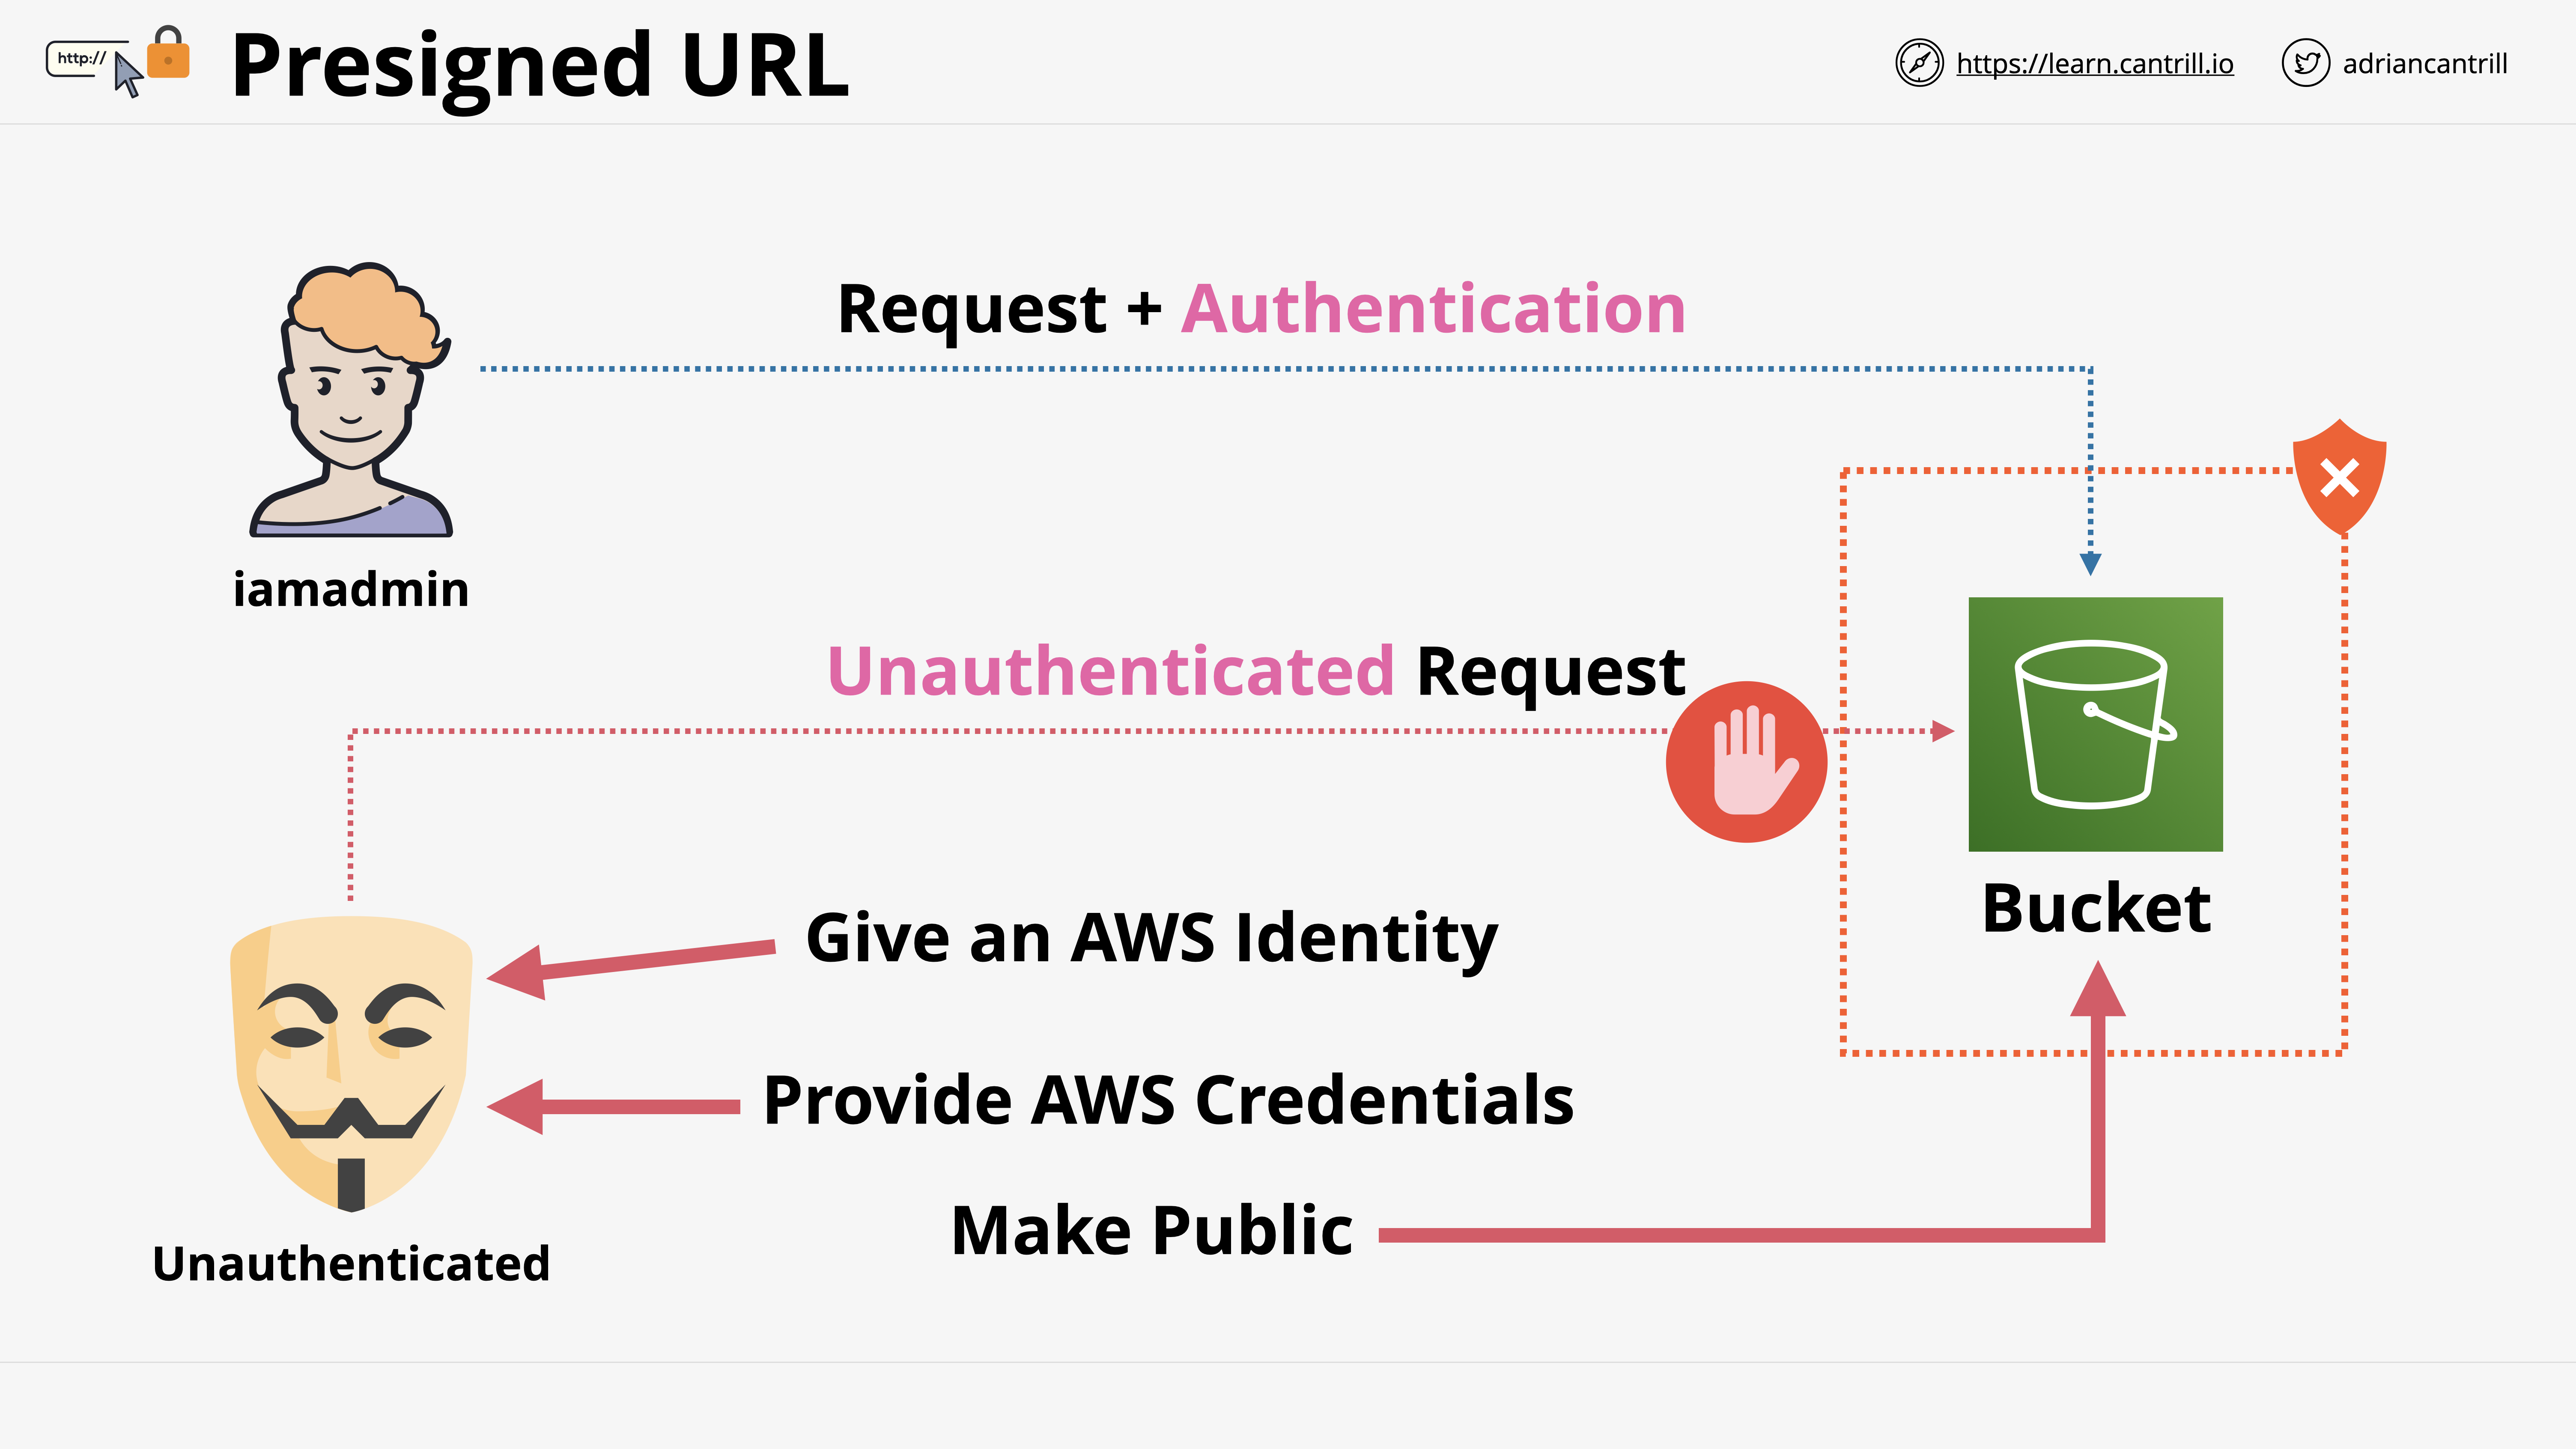 http://
Presigned URL
https://learn.cantrill.io
adriancantrill
Request + Authentication
iamadmin
Unauthenticated Request
Bucket
Give an AWS Identity
Provide AWS Credentials
Make Public
Unauthenticated